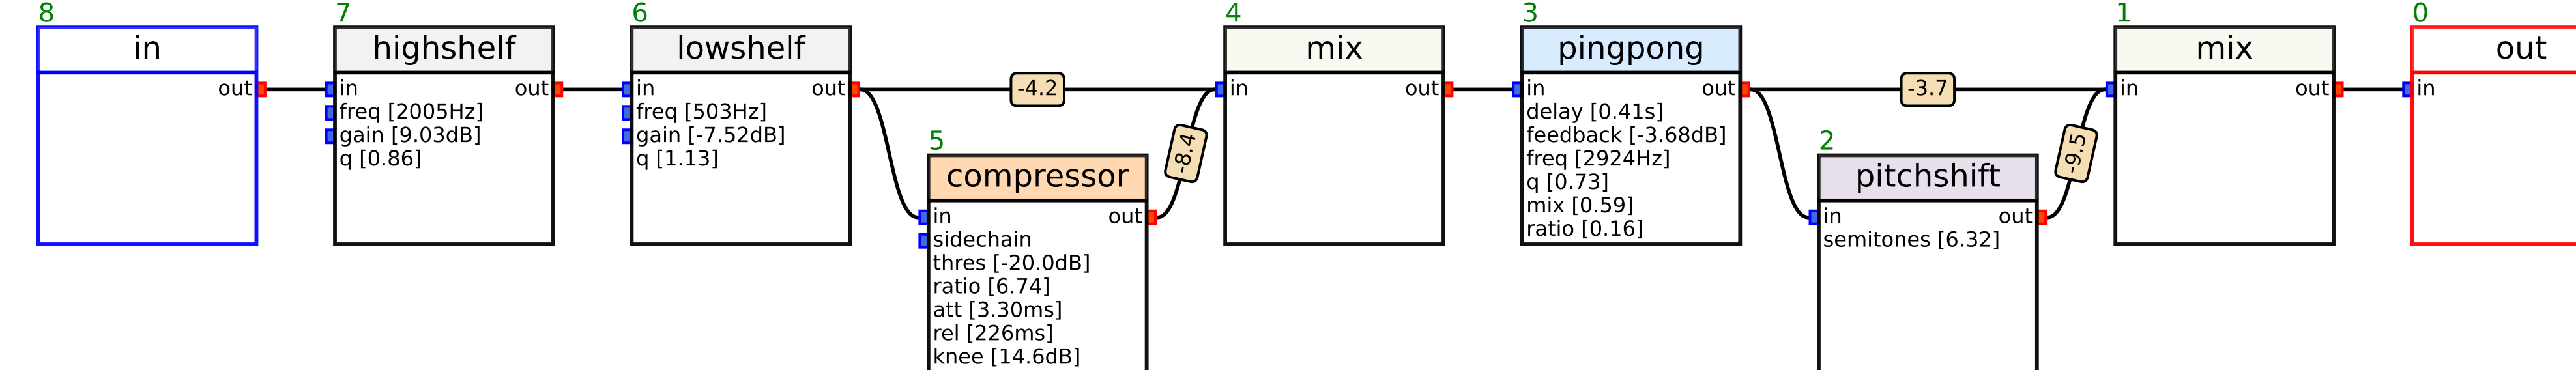 8
in
out
7
highshelf
in out
freq [2005Hz]
gain [9.03dB]
q [0.86]
6
lowshelf
in out
freq [503Hz]
gain [-7.52dB]
q [1.13]
-4.2
5
compressor
in out
sidechain
thres [-20.0dB]
ratio [6.74]
att [3.30ms]
rel [226ms]
knee [14.6dB]
-8.4
4
mix
in out
3
pingpong
in out
delay [0.41s]
feedback [-3.68dB]
freq [2924Hz]
q [0.73]
mix [0.59]
ratio [0.16]
-3.7
2
pitchshift
in out
semitones [6.32]
-9.5
1
mix
in out
0
out
in